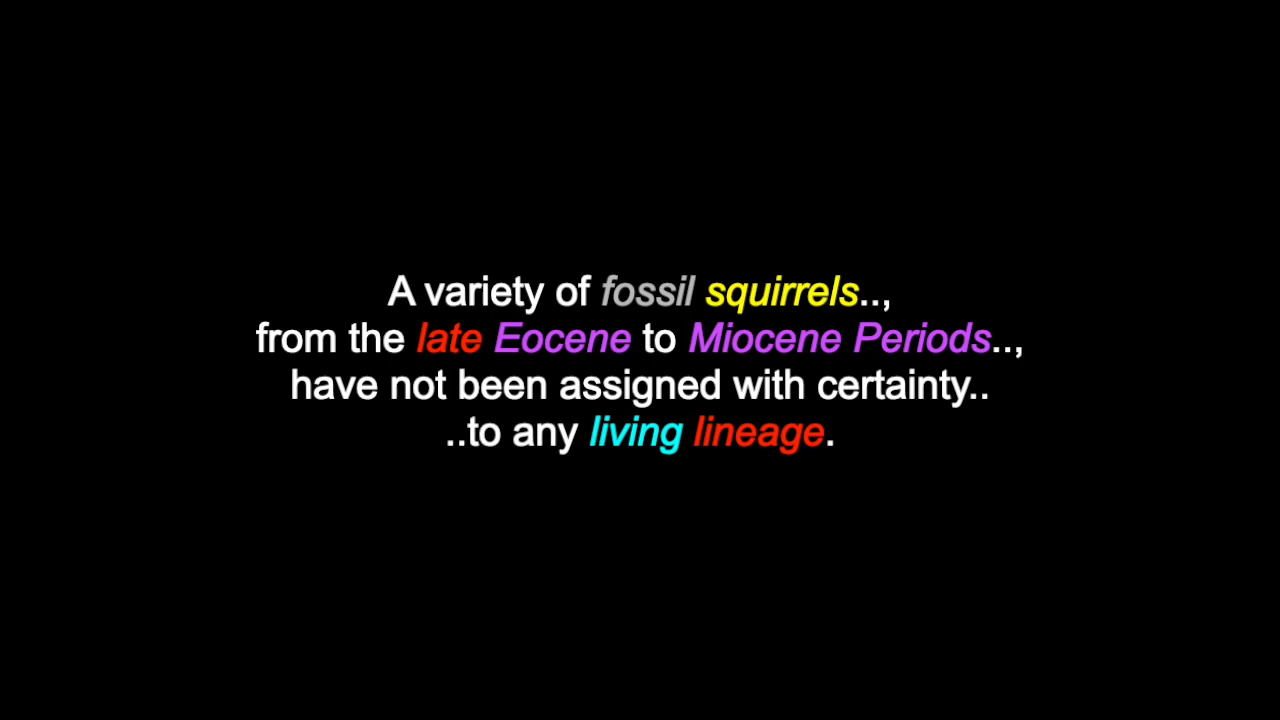 A variety of fossil squirrels..,
from the late Eocene to Miocene Periods..,
have not been assigned with certainty..
..to any living lineage.